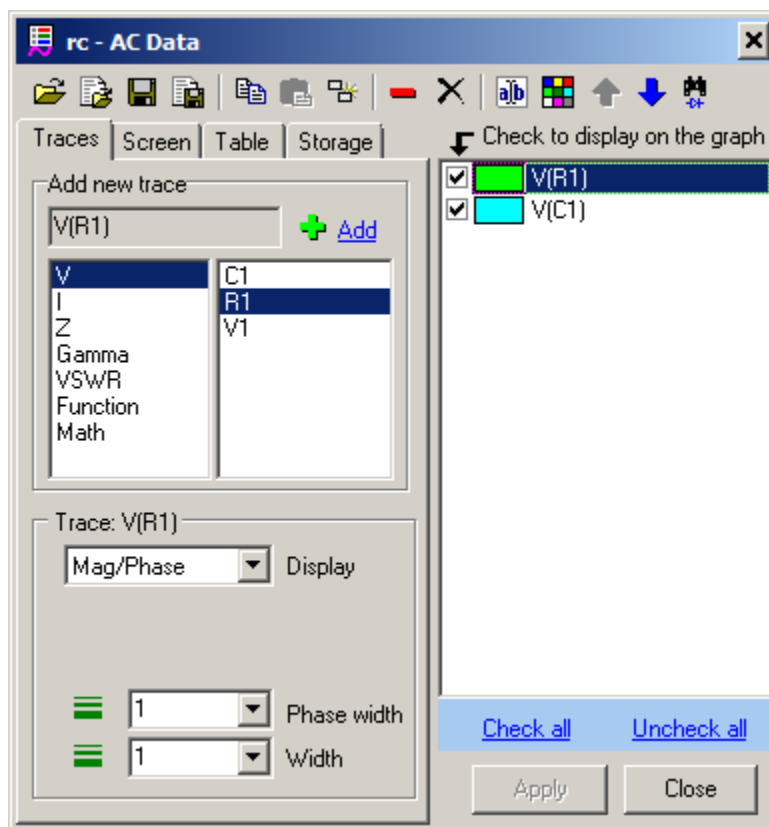 rc - AC Data
Traces Screen Table Storage
Check to display on the graph
Add new trace
V(R1)
Add
V
I
Z
Gamma
VSWR
Function
Math
C1
R1
V1
Trace: V(R1)
Mag/Phase Display
1 Phase width
1 Width
V(R1)
V(C1)
Check all Uncheck all
Apply Close